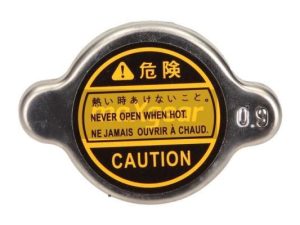 危険
熱い時あけないこと。
NEVER OPEN WHEN HOT.
NE JAMAIS OUVRIR À CHAUD.
CAUTION
0.9
maXgear